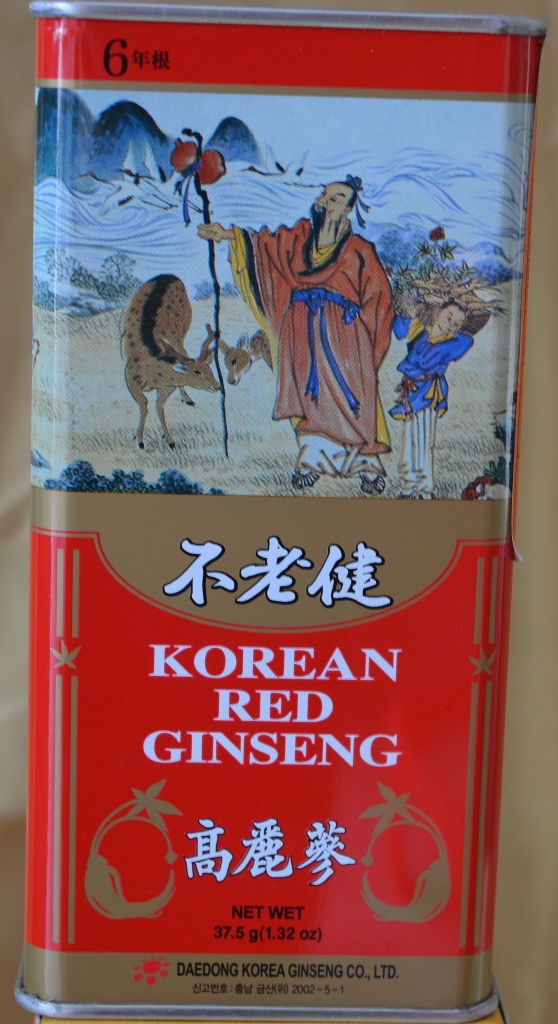 6年根
不老健
KOREAN
RED
GINSENG
高麗蔘
NET WET
37.5 g(1.32 oz)
DAEDONG KOREA GINSENG CO., LTD.
신고번호 : 충남 금산(위) 2002-5-1